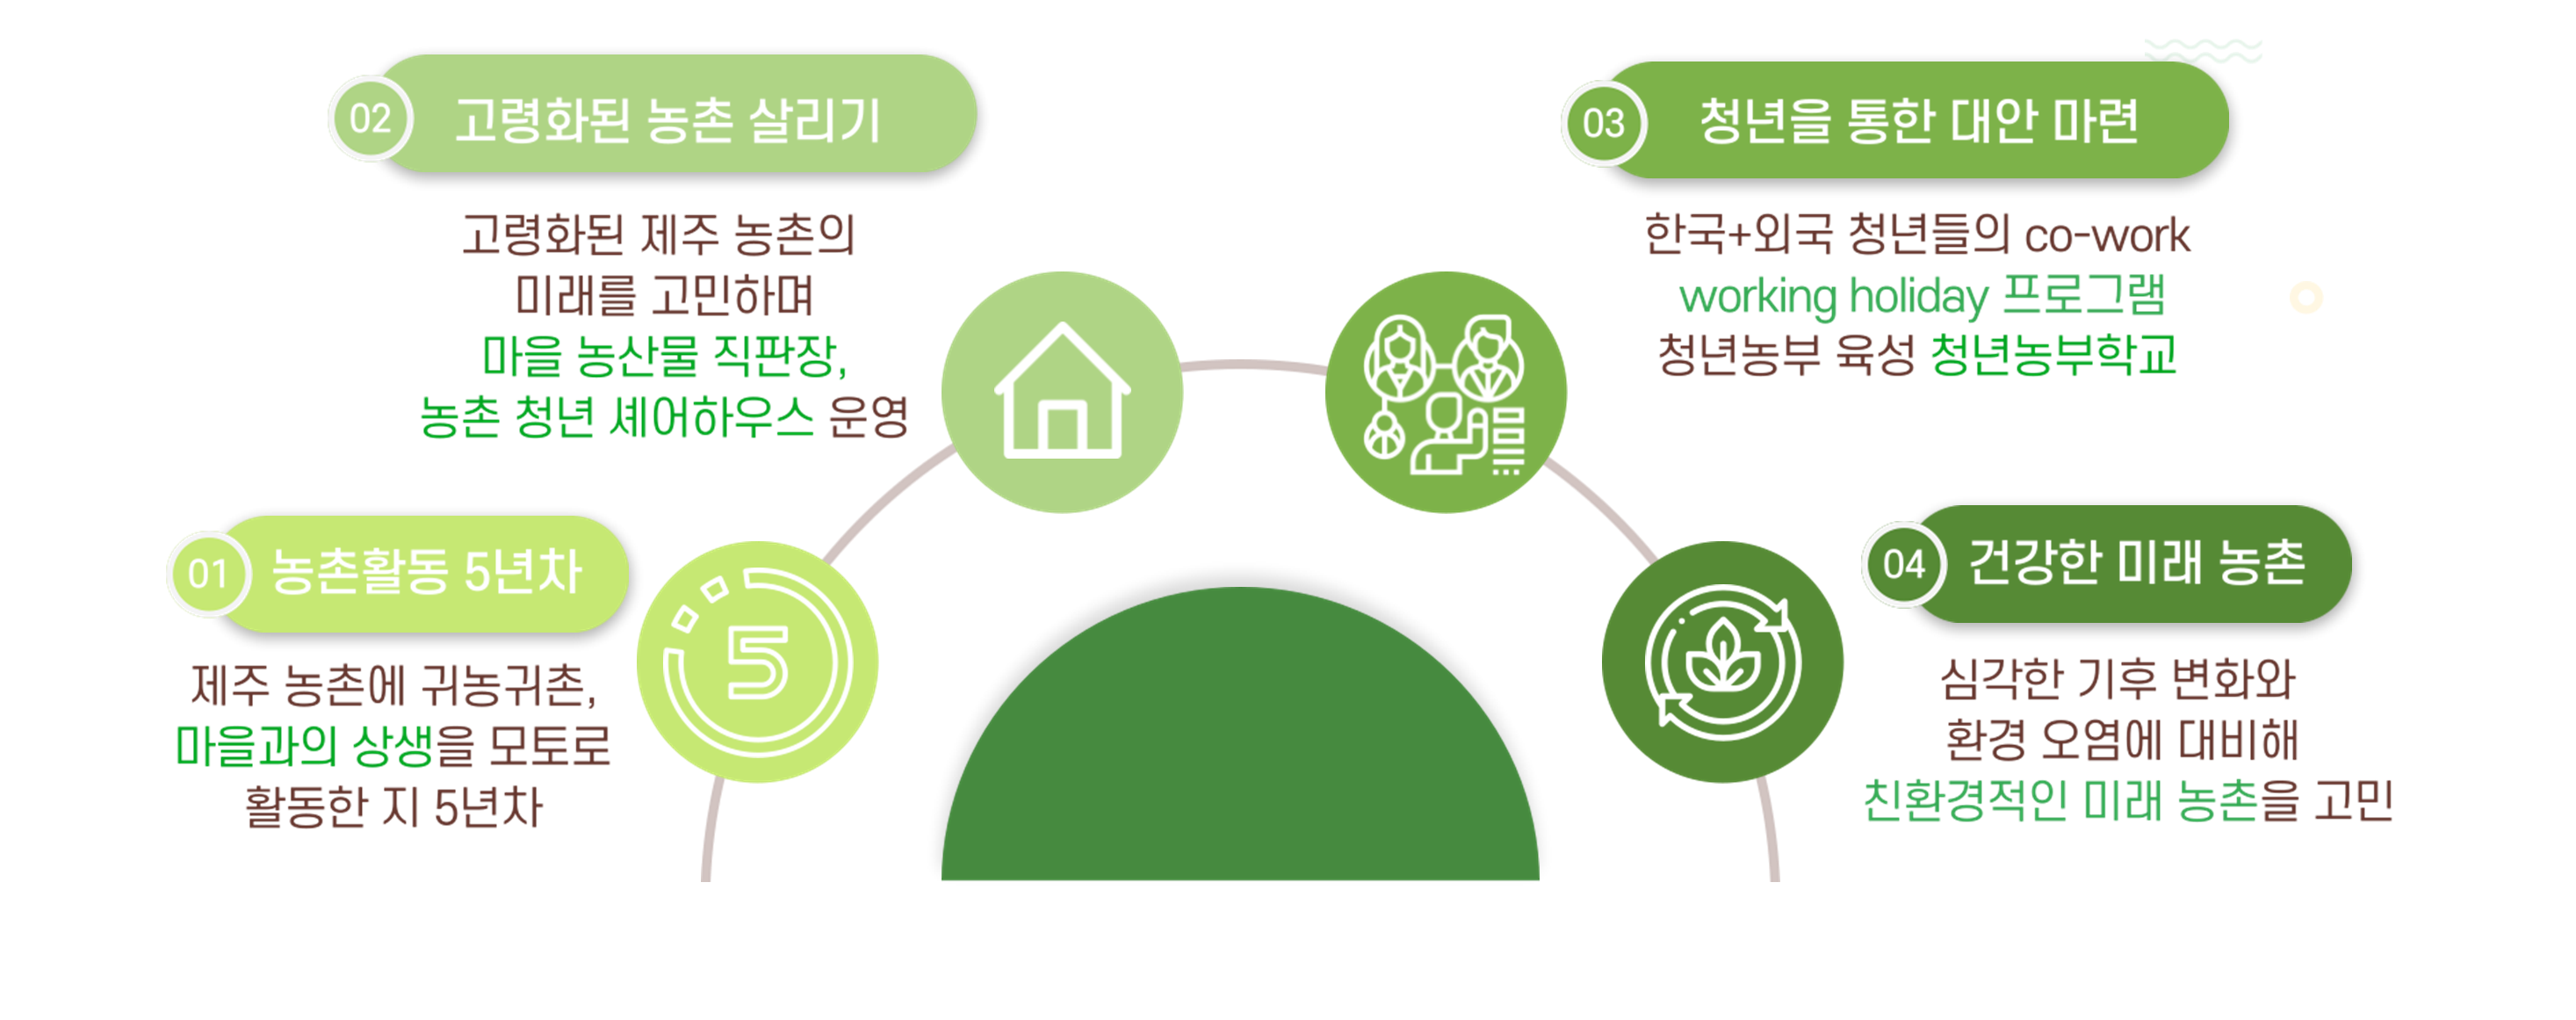 01 농촌활동 5년차
제주 농촌에 귀농귀촌,
마을과의 상생을 모토로
활동한 지 5년차
5
02 고령화된 농촌 살리기
고령화된 제주 농촌의
미래를 고민하며
마을 농산물 직판장,
농촌 청년 셰어하우스 운영
03 청년을 통한 대안 마련
한국+외국 청년들의 co-work
working holiday 프로그램
청년농부 육성 청년농부학교
04 건강한 미래 농촌
심각한 기후 변화와
환경 오염에 대비해
친환경적인 미래 농촌을 고민